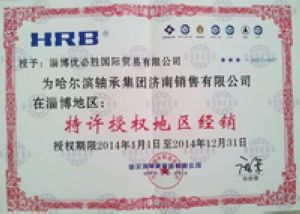 HRB®
授予：淄博优必胜国际贸易有限公司
为哈尔滨轴承集团济南销售有限公司
在淄博地区：
特许授权地区经销
授权期限2014年1月1日至2014年12月31日